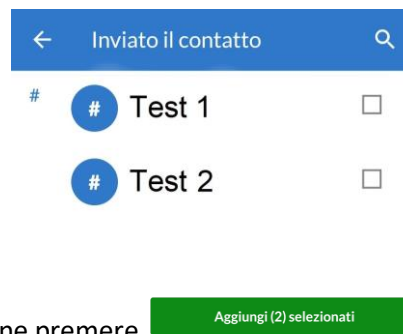 Inviato il contatto
#
# Test 1
# Test 2
ne premere Aggiungi (2) selezionati